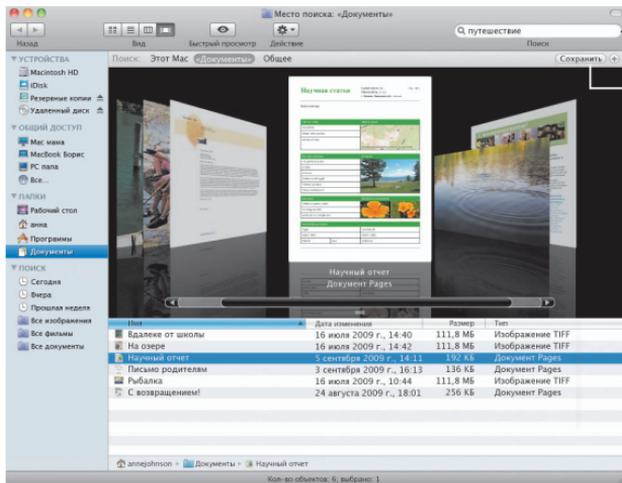 Место поиска: «Документы»
путешествие
Назад Вид Быстрый просмотр Действие Поиск
Поиск: Этот Mac «Документы» Общее Сохранить
УСТРОЙСТВА
Macintosh HD
iDisk
Резервные копии
Удаленный диск
ОБЩИЙ ДОСТУП
Mac мама
MacBook Борис
PC папа
Все...
ПАПКИ
Рабочий стол
анна
Программы
Документы
ПОИСК
Сегодня
Вчера
Прошлая неделя
Все изображения
Все фильмы
Все документы
Научная статья
Научный отчет
Документ Pages
Имя Дата изменения Размер Тип
Вдалеке от школы 16 июля 2009 г., 14:40 111,8 МБ Изображение TIFF
На озере 16 июля 2009 г., 14:42 111,8 МБ Изображение TIFF
Научный отчет 5 сентября 2009 г., 14:11 192 КБ Документ Pages
Письмо родителям 3 сентября 2009 г., 16:13 136 КБ Документ Pages
Рыбалка 16 июля 2009 г., 10:44 111,8 МБ Изображение TIFF
С возвращением! 24 августа 2009 г., 18:01 256 КБ Документ Pages
annejohnson Документы Научный отчет
Кол-во объектов: 6; выбрано: 1